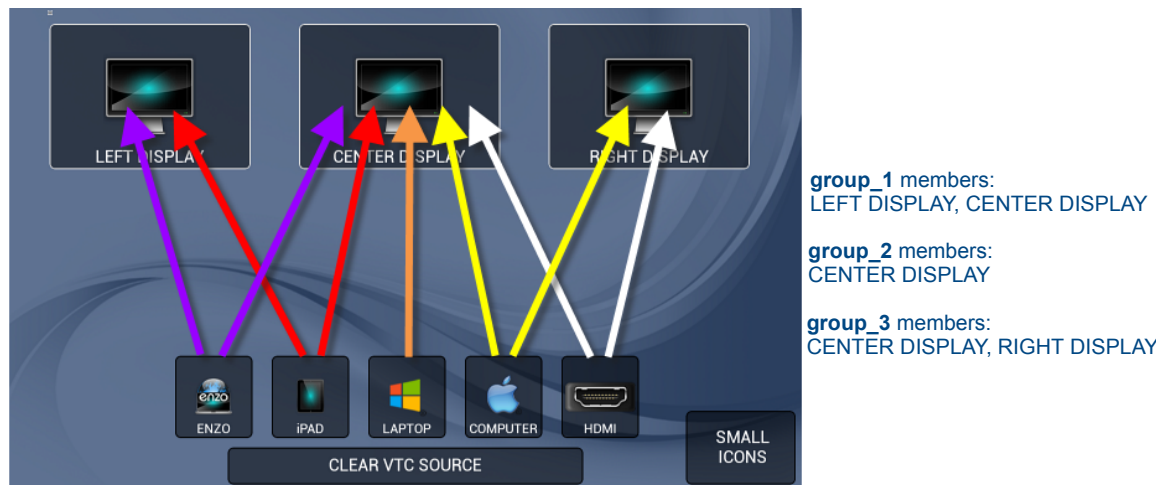 LEFT DISPLAY
CENTER DISPLAY
RIGHT DISPLAY
group_1 members:
LEFT DISPLAY, CENTER DISPLAY
group_2 members:
CENTER DISPLAY
group_3 members:
CENTER DISPLAY, RIGHT DISPLAY
enzo
ENZO
iPAD
LAPTOP
COMPUTER
HDMI
SMALL
ICONS
CLEAR VTC SOURCE